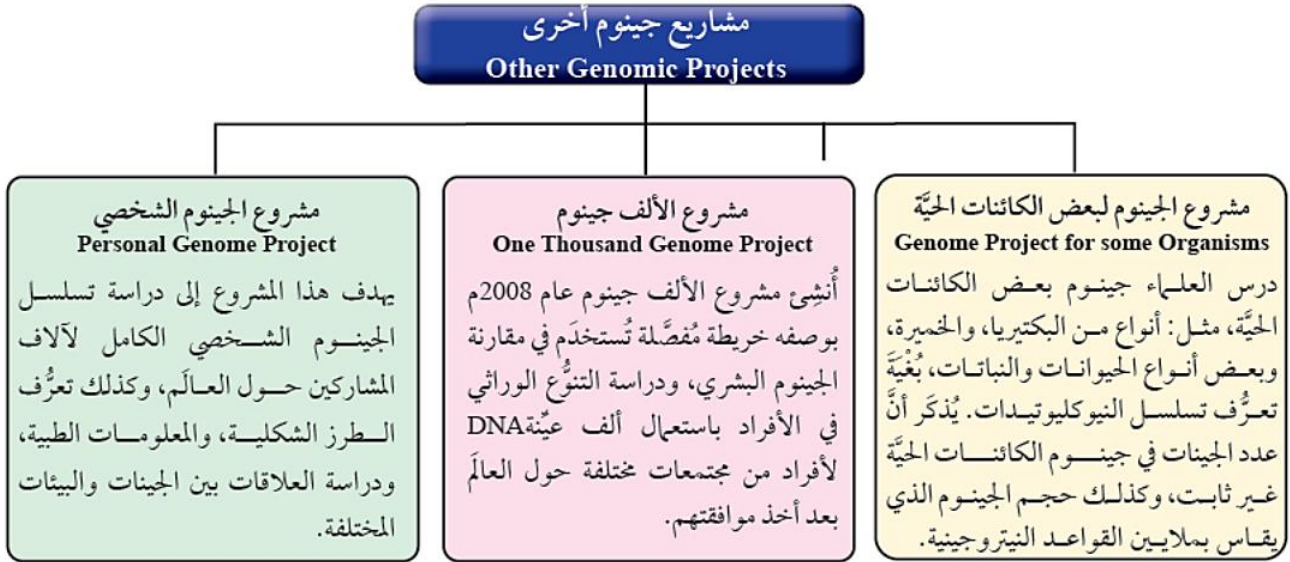 مشاريع جينوم أخرى
Other Genomic Projects
مشروع الجينوم لبعض الكائنات الحيَّة
Genome Project for some Organisms
درس العلماء جينوم بعض الكائنات
الحيَّة، مثل: أنواع من البكتيريا، والخميرة،
وبعض أنواع الحيوانات والنباتات، بُغْيَةَ
تعرُّف تسلسل النيوكليوتيدات. يُذكَر أنَّ
عدد الجينات في جينوم الكائنات الحيَّة
غير ثابت، وكذلك حجم الجينوم الذي
يقاس بملايين القواعد النيتروجينية.
مشروع الألف جينوم
One Thousand Genome Project
أُنشِئ مشروع الألف جينوم عام 2008م
بوصفه خريطة مُفصَّلة تُستخدَم في مقارنة
الجينوم البشري، ودراسة التنوُّع الوراثي
في الأفراد باستعمال ألف عيِّنةDNA
لأفراد من مجتمعات مختلفة حول العالَم
بعد أخذ موافقتهم.
مشروع الجينوم الشخصي
Personal Genome Project
يهدف هذا المشروع إلى دراسة تسلسل
الجينوم الشخصي الكامل لآلاف
المشاركين حول العالَم، وكذلك تعرُّف
الطرز الشكلية، والمعلومات الطبية،
ودراسة العلاقات بين الجينات والبيئات
المختلفة.